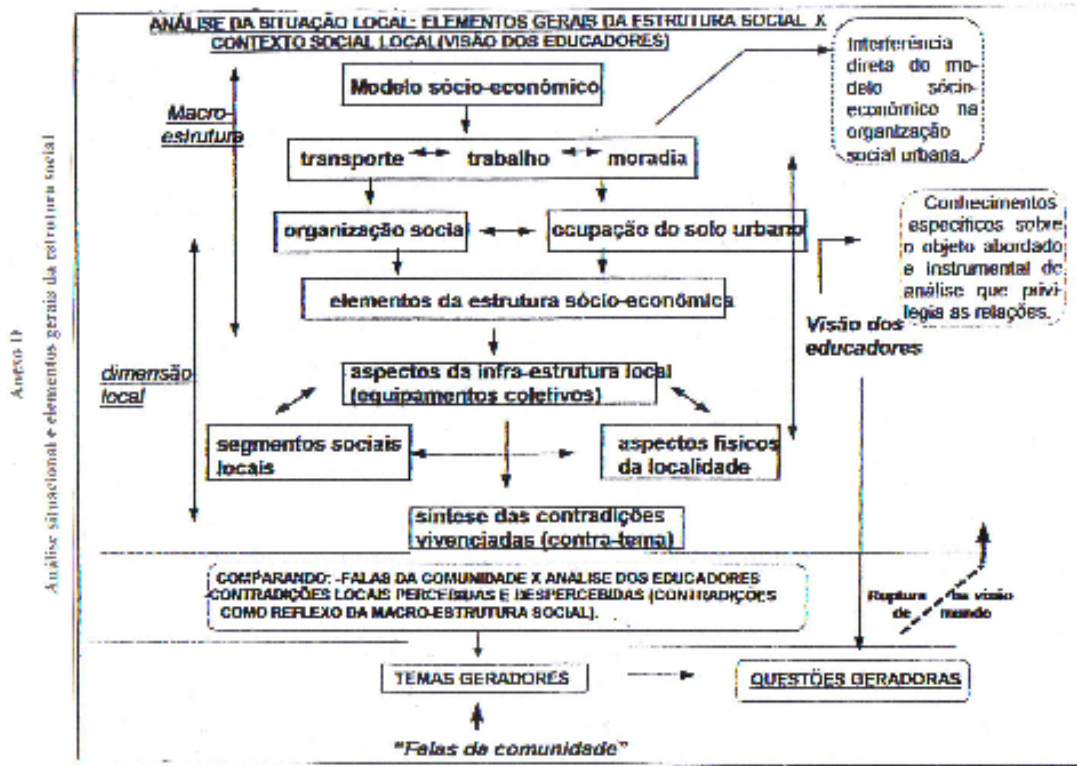 Anexo D
Análise situacional e elementos gerais da estrutura social
ANÁLISE DA SITUAÇÃO LOCAL: ELEMENTOS GERAIS DA ESTRUTURA SOCIAL X
CONTEXTO SOCIAL LOCAL (VISÃO DOS EDUCADORES)
Modelo sócio-econômico
Macro-
estrutura
transporte
trabalho
moradia
Interferência
direta do mo-
delo sócio-
econômico na
organização
social urbana.
organização social
ocupação do solo urbano
elementos da estrutura sócio-econômica
Conhecimentos
específicos sobre
o objeto abordado
e instrumental de
análise que privi-
legia as relações.
Visão dos
educadores
dimensão
local
aspectos da infra-estrutura local
(equipamentos coletivos)
segmentos sociais
locais
aspectos físicos
da localidade
síntese das contradições
vivenciadas (contra-tema)
COMPARANDO: -FALAS DA COMUNIDADE X ANÁLISE DOS EDUCADORES
CONTRADIÇÕES LOCAIS PERCEBIDAS E DESPERCEBIDAS (CONTRADIÇÕES
COMO REFLEXO DA MACRO-ESTRUTURA SOCIAL).
Ruptura na visão
de mundo
TEMAS GERADORES
QUESTÕES GERADORAS
"Falas da comunidade"